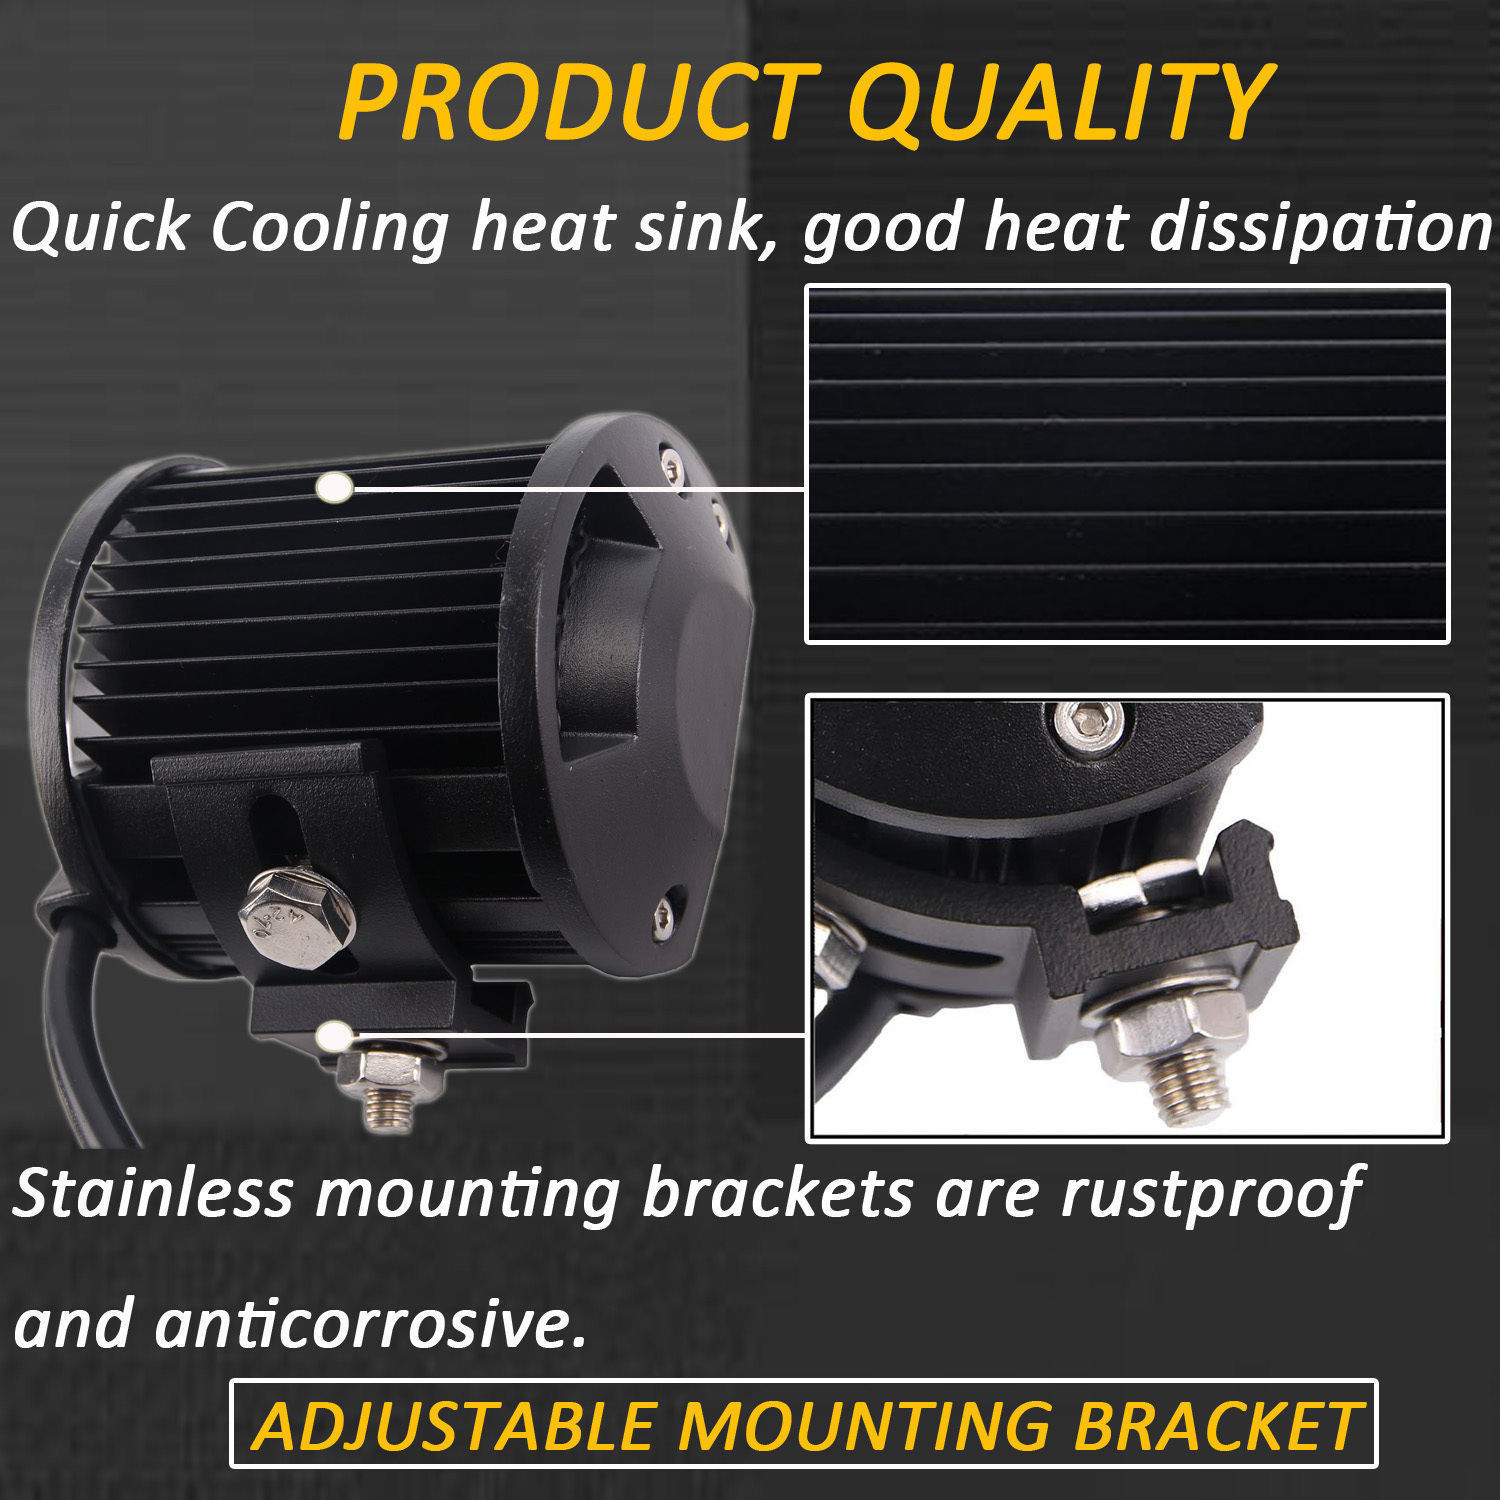 PRODUCT QUALITY
Quick Cooling heat sink, good heat dissipation
Stainless mounting brackets are rustproof
and anticorrosive.
ADJUSTABLE MOUNTING BRACKET